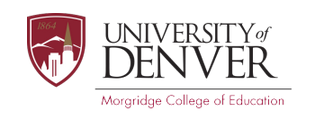 1864
UNIVERSITY of
DENVER
Morgridge College of Education